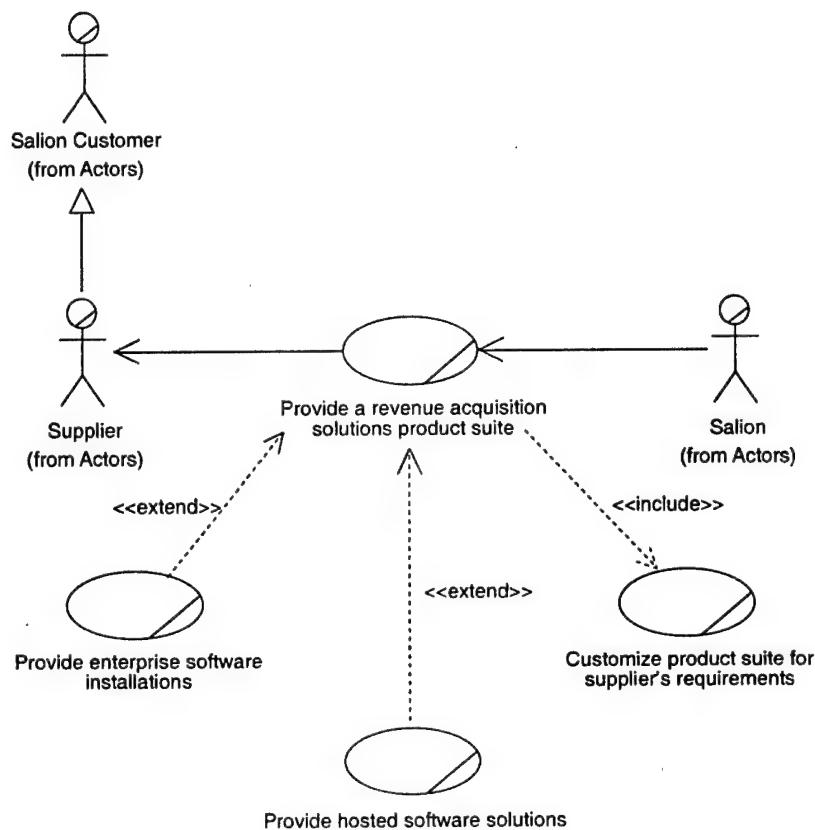 Salion Customer
(from Actors)
Supplier
(from Actors)
Provide a revenue acquisition
solutions product suite
Salion
(from Actors)
<<extend>>
<<include>>
<<extend>>
Provide enterprise software
installations
Customize product suite for
supplier's requirements
Provide hosted software solutions